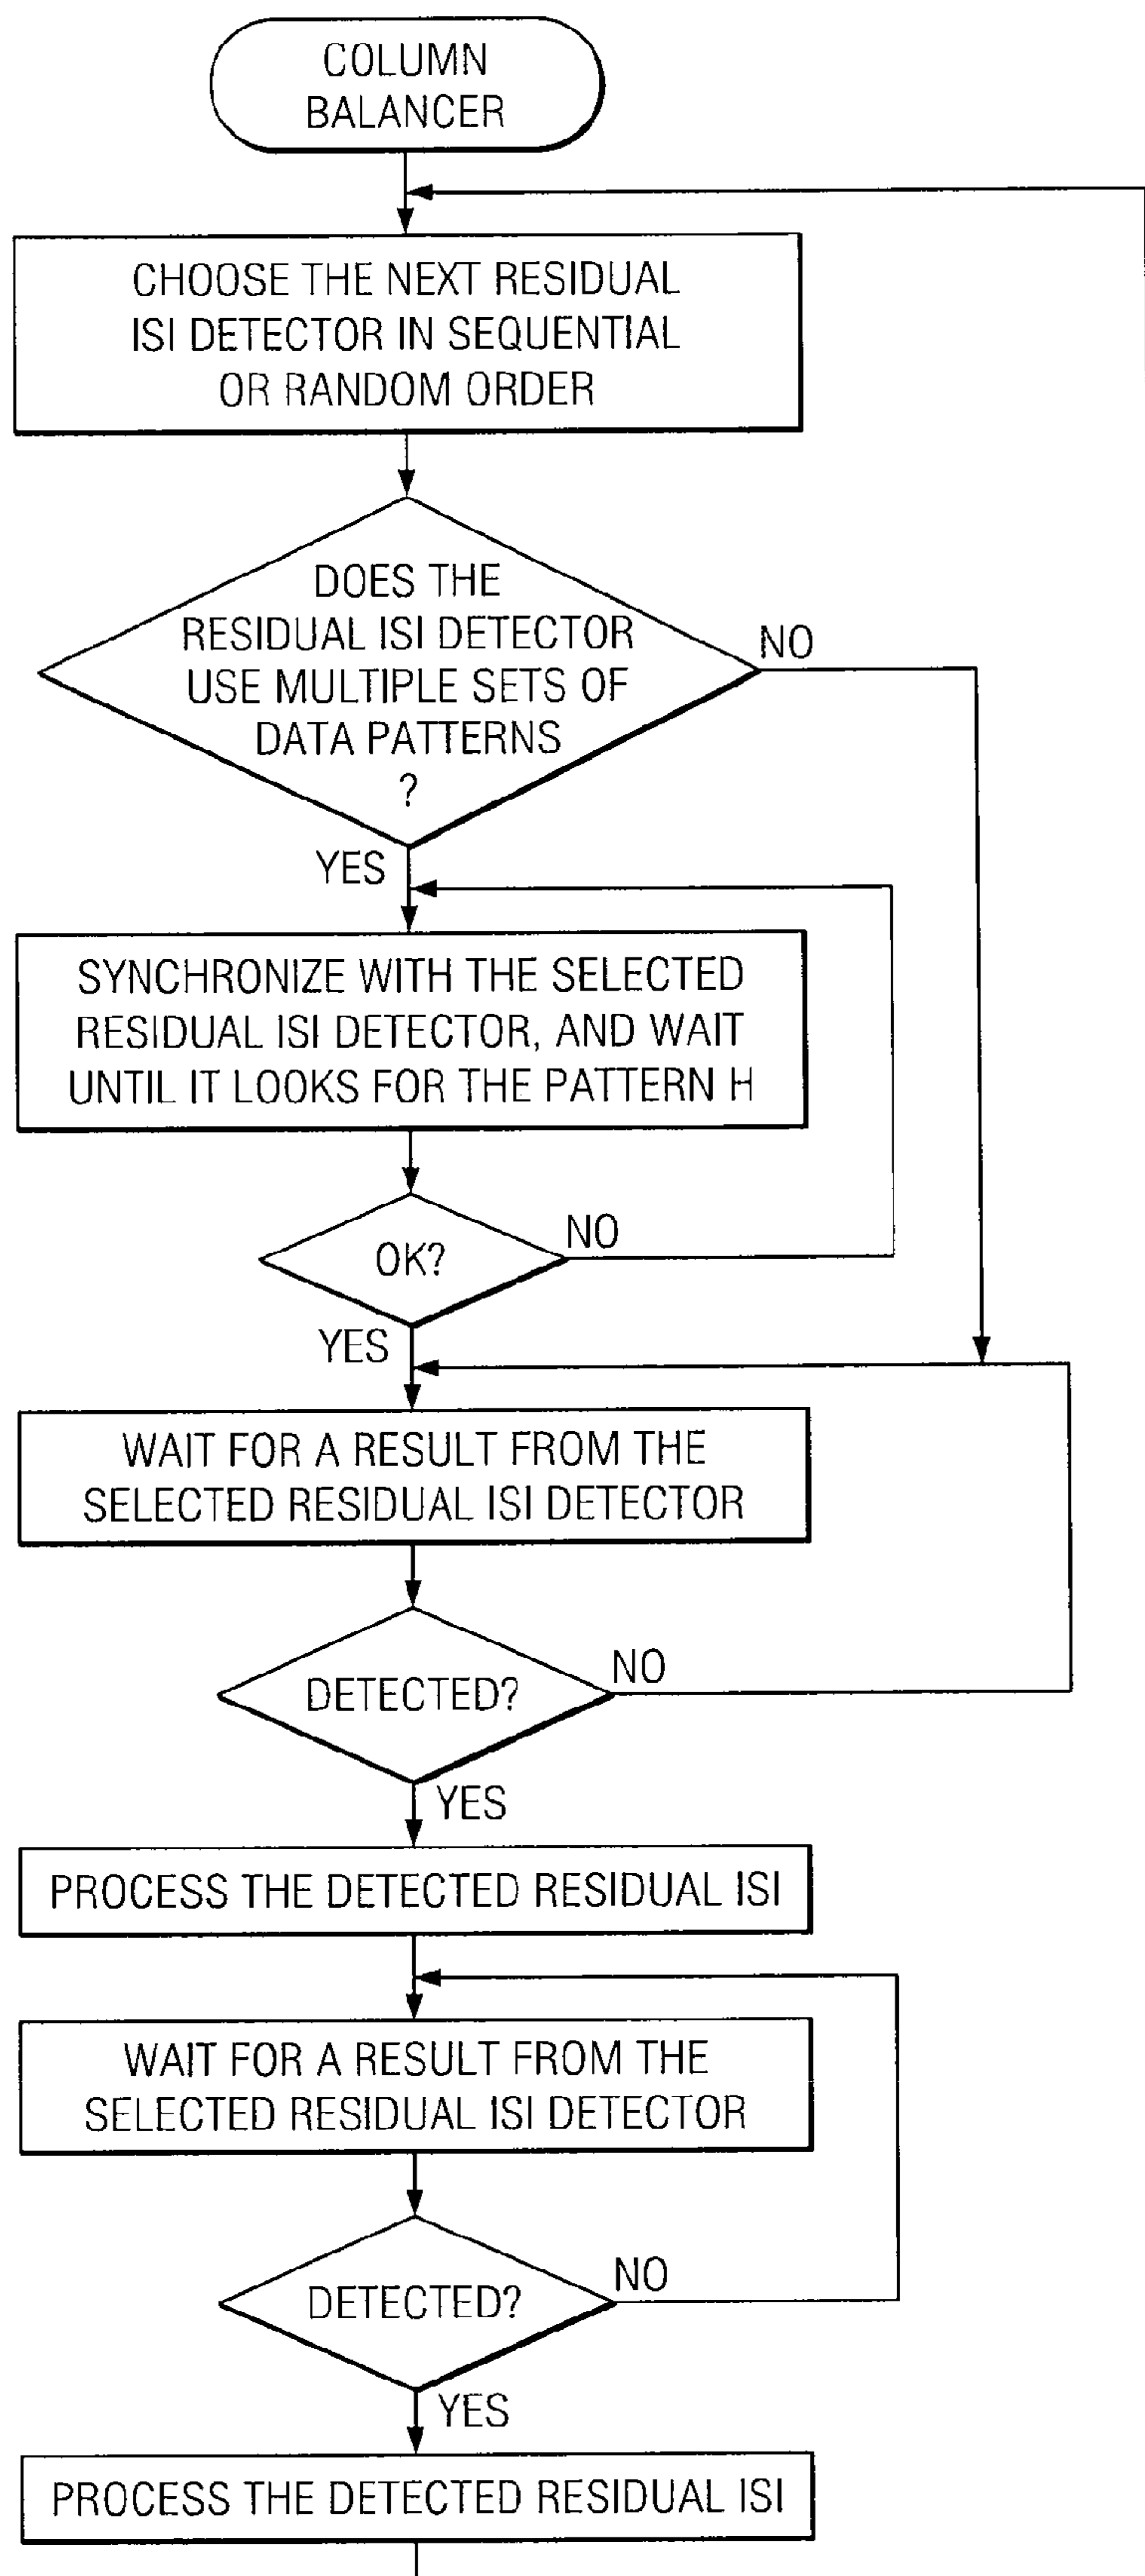 COLUMN
BALANCER
CHOOSE THE NEXT RESIDUAL
ISI DETECTOR IN SEQUENTIAL
OR RANDOM ORDER
DOES THE
RESIDUAL ISI DETECTOR
USE MULTIPLE SETS OF
DATA PATTERNS
?
NO
YES
SYNCHRONIZE WITH THE SELECTED
RESIDUAL ISI DETECTOR, AND WAIT
UNTIL IT LOOKS FOR THE PATTERN H
OK?
NO
YES
WAIT FOR A RESULT FROM THE
SELECTED RESIDUAL ISI DETECTOR
DETECTED?
NO
YES
PROCESS THE DETECTED RESIDUAL ISI
WAIT FOR A RESULT FROM THE
SELECTED RESIDUAL ISI DETECTOR
DETECTED?
NO
YES
PROCESS THE DETECTED RESIDUAL ISI